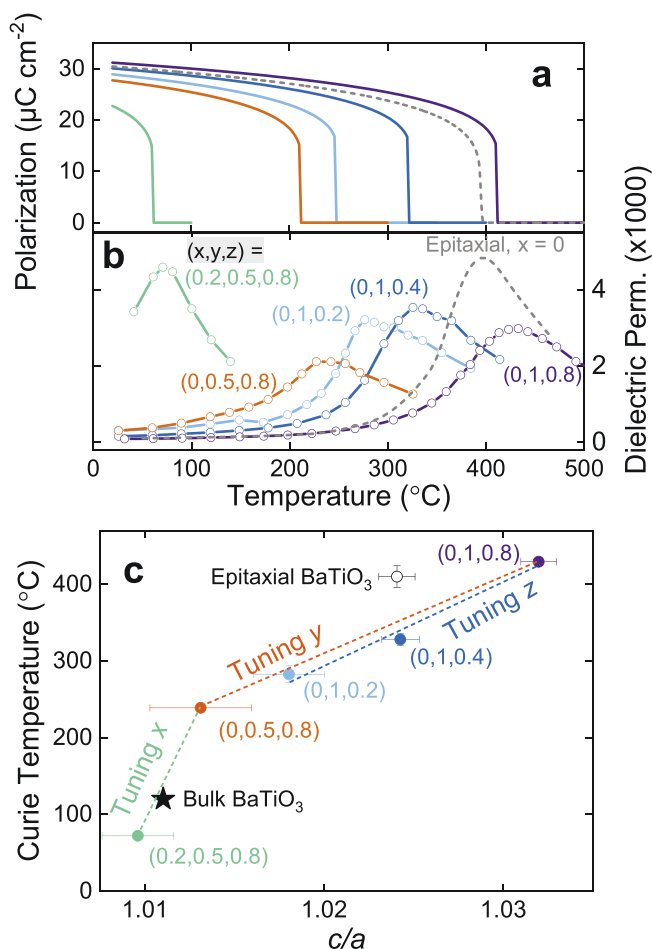 Polarization (μC cm⁻²)
30
20
10
0
a
b
(x,y,z) =
(0.2,0.5,0.8)
(0,0.5,0.8)
(0,1,0.2)
(0,1,0.4)
Epitaxial, x = 0
(0,1,0.8)
4
2
0
Dielectric Perm. (x1000)
0 100 200 300 400 500
Temperature (°C)
c
Curie Temperature (°C)
400
300
200
100
0
(0,1,0.8)
Epitaxial BaTiO₃
Tuning y
Tuning z
(0,1,0.4)
(0,1,0.2)
(0,0.5,0.8)
Tuning x
Bulk BaTiO₃
(0.2,0.5,0.8)
1.01 1.02 1.03
c/a